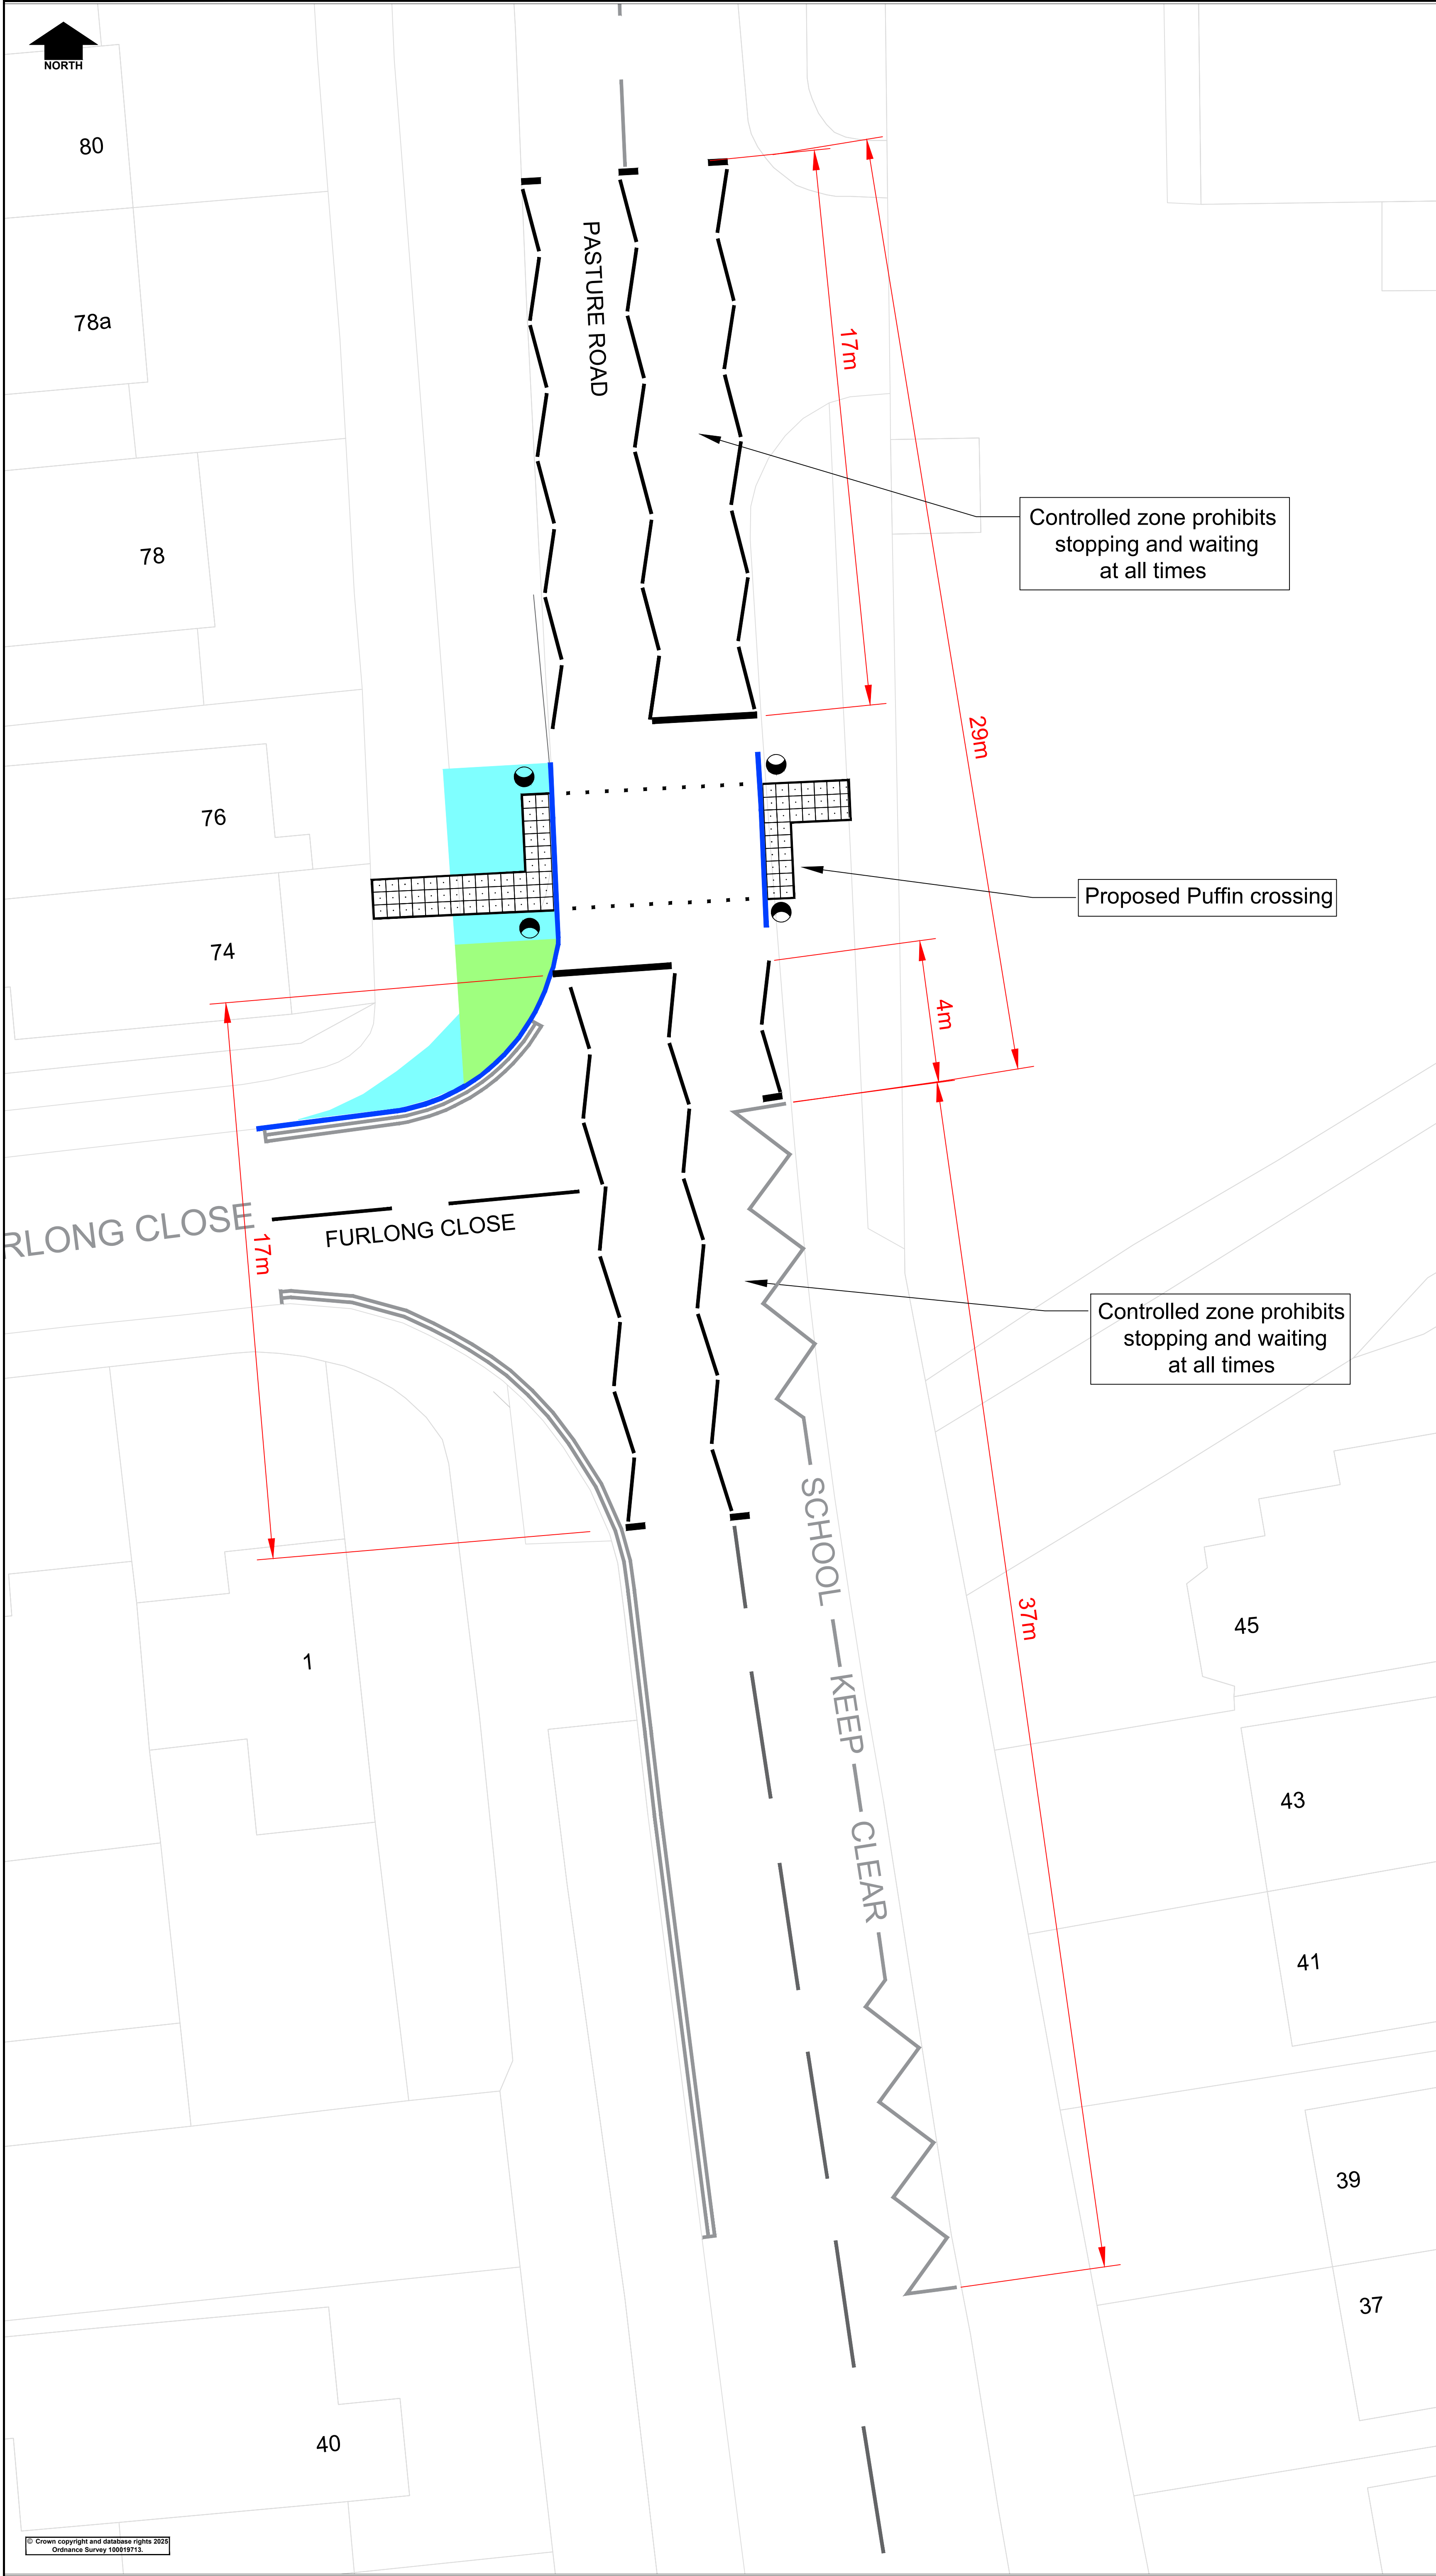 NORTH
80
PASTURE ROAD
78a
17m
Controlled zone prohibits
stopping and waiting
at all times
78
29m
76
Proposed Puffin crossing
74
4m
RLONG CLOSE
FURLONG CLOSE
17m
Controlled zone prohibits
stopping and waiting
at all times
SCHOOL
KEEP
CLEAR
37m
45
1
43
41
39
37
40
© Crown copyright and database rights 2025
Ordnance Survey 100019713.